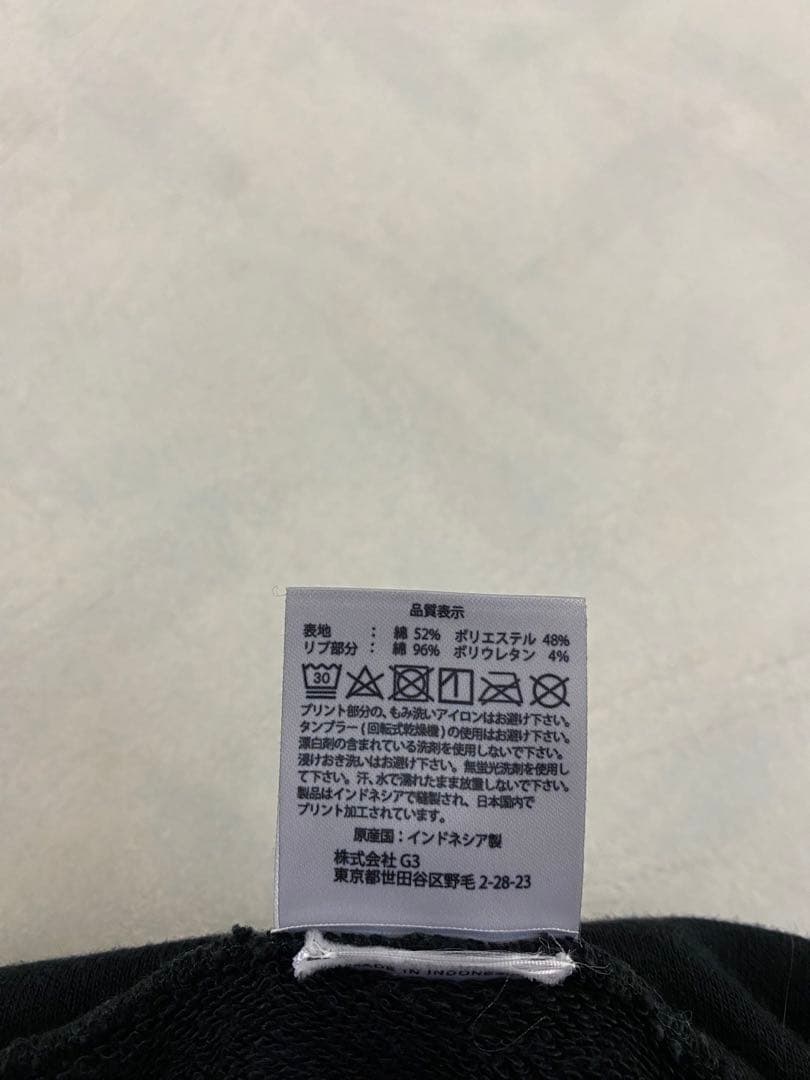 品質表示
表地 : 綿 52% ポリエステル 48%
リブ部分 : 綿 96% ポリウレタン 4%
30
プリント部分の、もみ洗いアイロンはお避け下さい。
タンブラー(回転式乾燥機)の使用はお避け下さい。
漂白剤の含まれている洗剤を使用しないで下さい。
浸けおき洗いはお避け下さい。無蛍光洗剤を使用し
て下さい。汗、水で濡れたまま放置しないで下さい。
製品はインドネシアで縫製され、日本国内で
プリント加工されています。
原産国:インドネシア製
株式会社 G3
東京都世田谷区野毛 2-28-23
IN